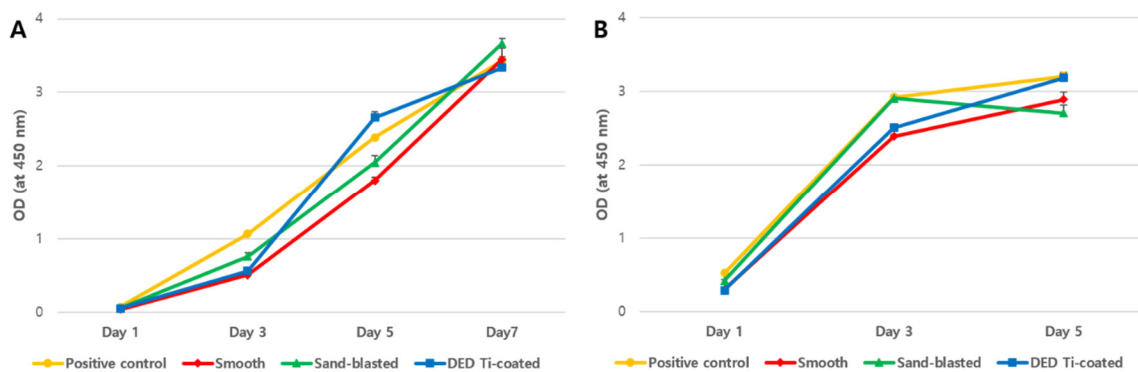 A
OD (at 450 nm)
4
3
2
1
0
Day 1 Day 3 Day 5 Day7
Positive control Smooth Sand-blasted DED Ti-coated
B
OD (at 450 nm)
4
3
2
1
0
Day 1 Day 3 Day 5
Positive control Smooth Sand-blasted DED Ti-coated